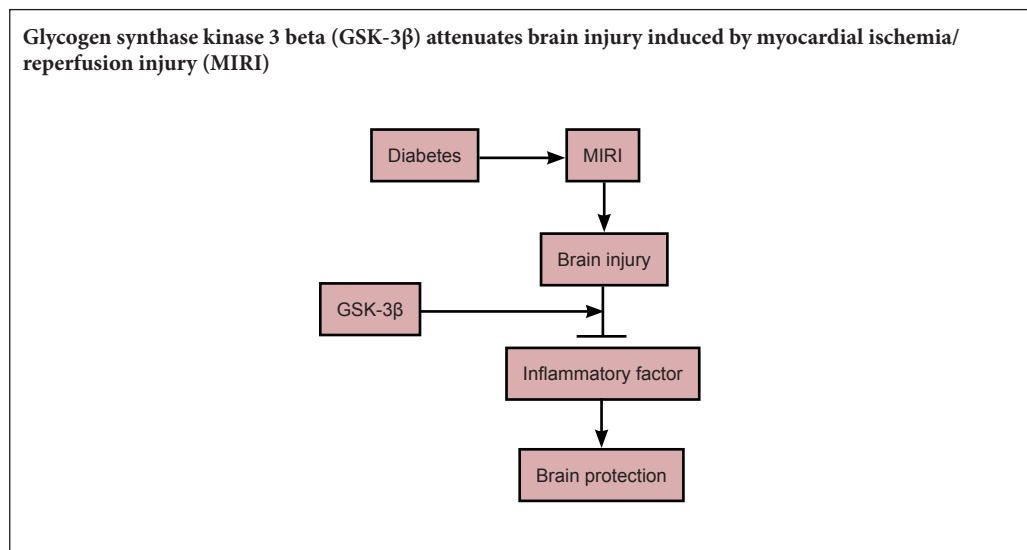 Glycogen synthase kinase 3 beta (GSK-3β) attenuates brain injury induced by myocardial ischemia/
reperfusion injury (MIRI)
Diabetes
MIRI
Brain injury
GSK-3β
Inflammatory factor
Brain protection